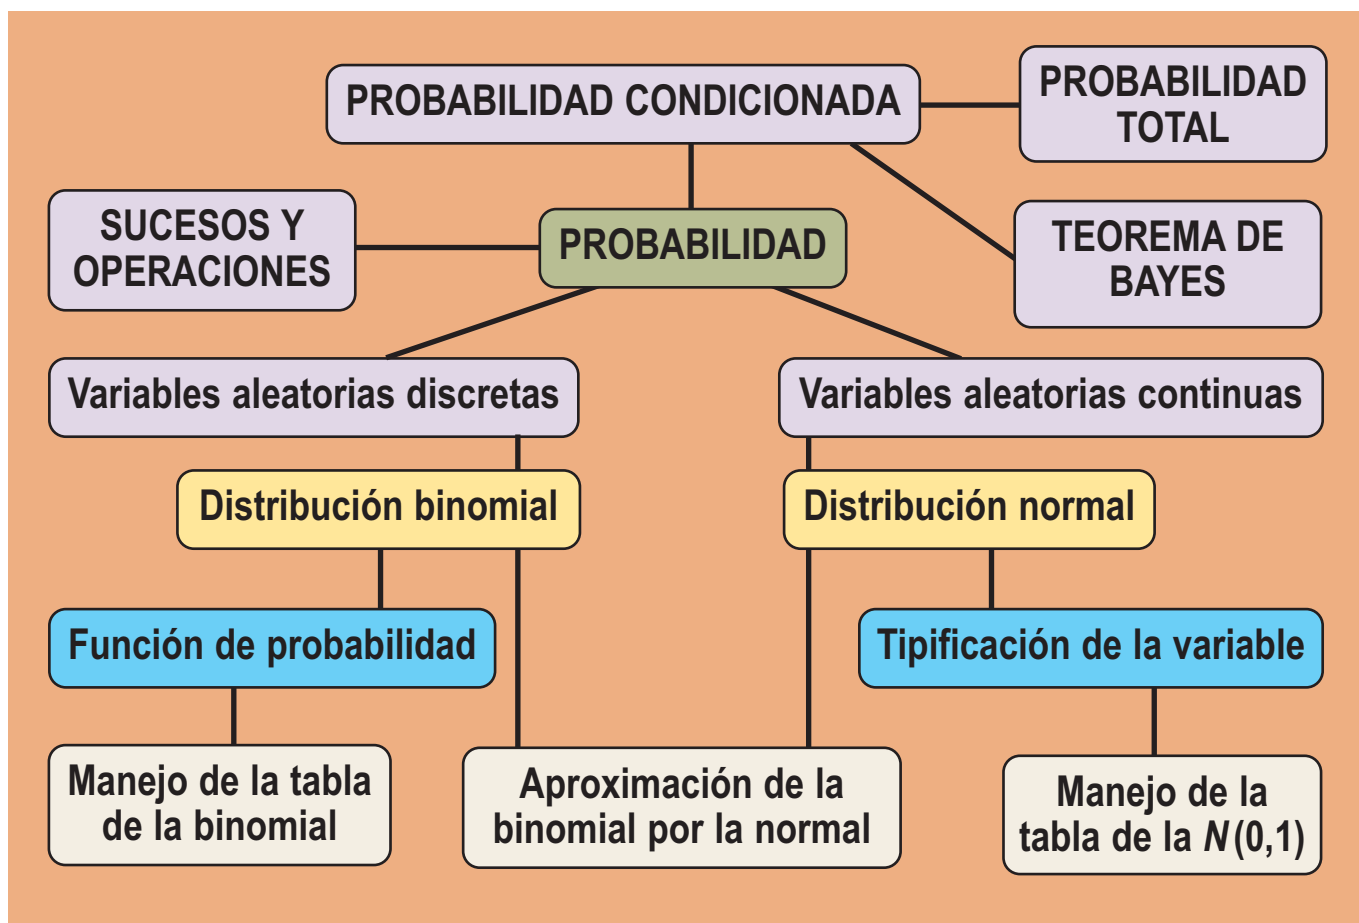 PROBABILIDAD CONDICIONADA
PROBABILIDAD
TOTAL
SUCESOS Y
OPERACIONES
PROBABILIDAD
TEOREMA DE
BAYES
Variables aleatorias discretas
Variables aleatorias continuas
Distribución binomial
Distribución normal
Función de probabilidad
Tipificación de la variable
Manejo de la tabla
de la binomial
Aproximación de la
binomial por la normal
Manejo de la
tabla de la N(0,1)